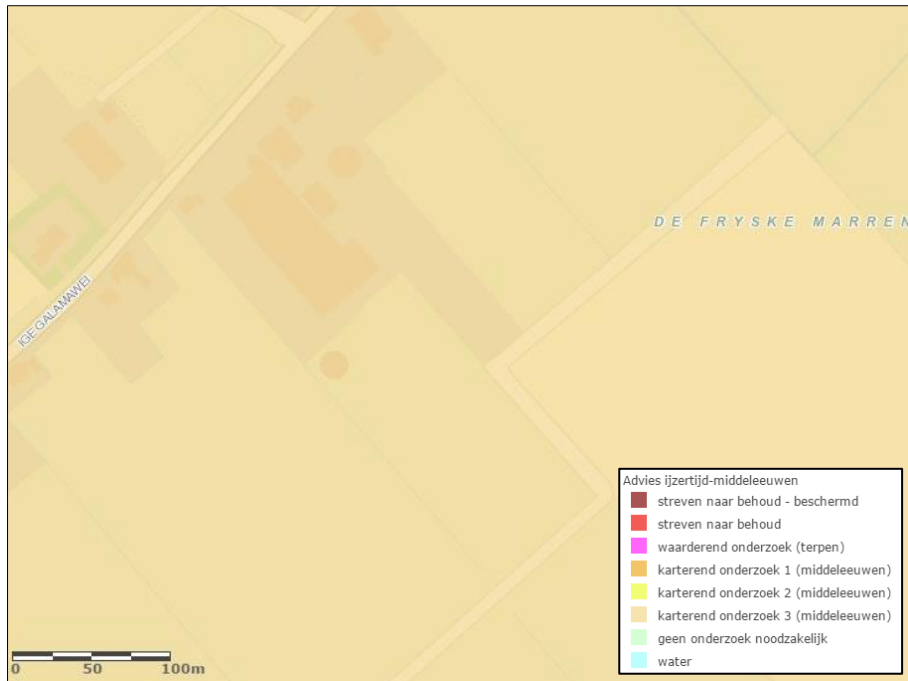 DE FRYSKE MARREN
IGE GALAMAWEI
Advies ijzertijd-middeleeuwen
streven naar behoud - beschermd
streven naar behoud
waarderend onderzoek (terpen)
karterend onderzoek 1 (middeleeuwen)
karterend onderzoek 2 (middeleeuwen)
karterend onderzoek 3 (middeleeuwen)
geen onderzoek noodzakelijk
water
0 50 100m